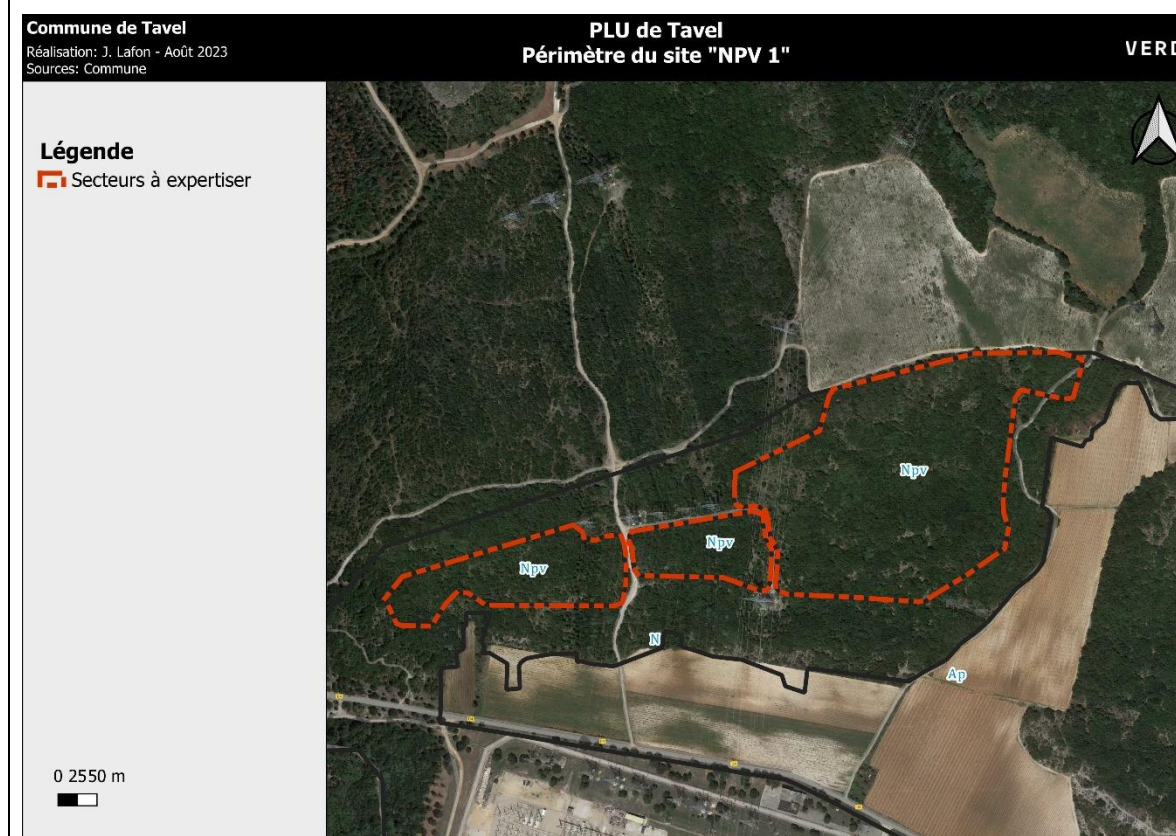 Commune de Tavel
Réalisation: J. Lafon - Août 2023
Sources: Commune
PLU de Tavel
Périmètre du site "NPV 1"
VERD
Légende
Secteurs à expertiser
Npv
Npv
Npv
N
Ap
0 2550 m